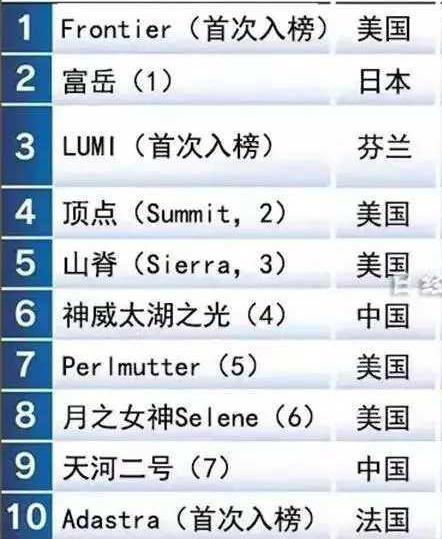 1 Frontier（首次入榜） 美国
2 富岳（1） 日本
3 LUMI（首次入榜） 芬兰
4 顶点（Summit，2） 美国
5 山脊（Sierra，3） 美国
6 神威太湖之光（4） 中国
7 Perlmutter（5） 美国
8 月之女神Selene（6） 美国
9 天河二号（7） 中国
10 Adastra（首次入榜） 法国